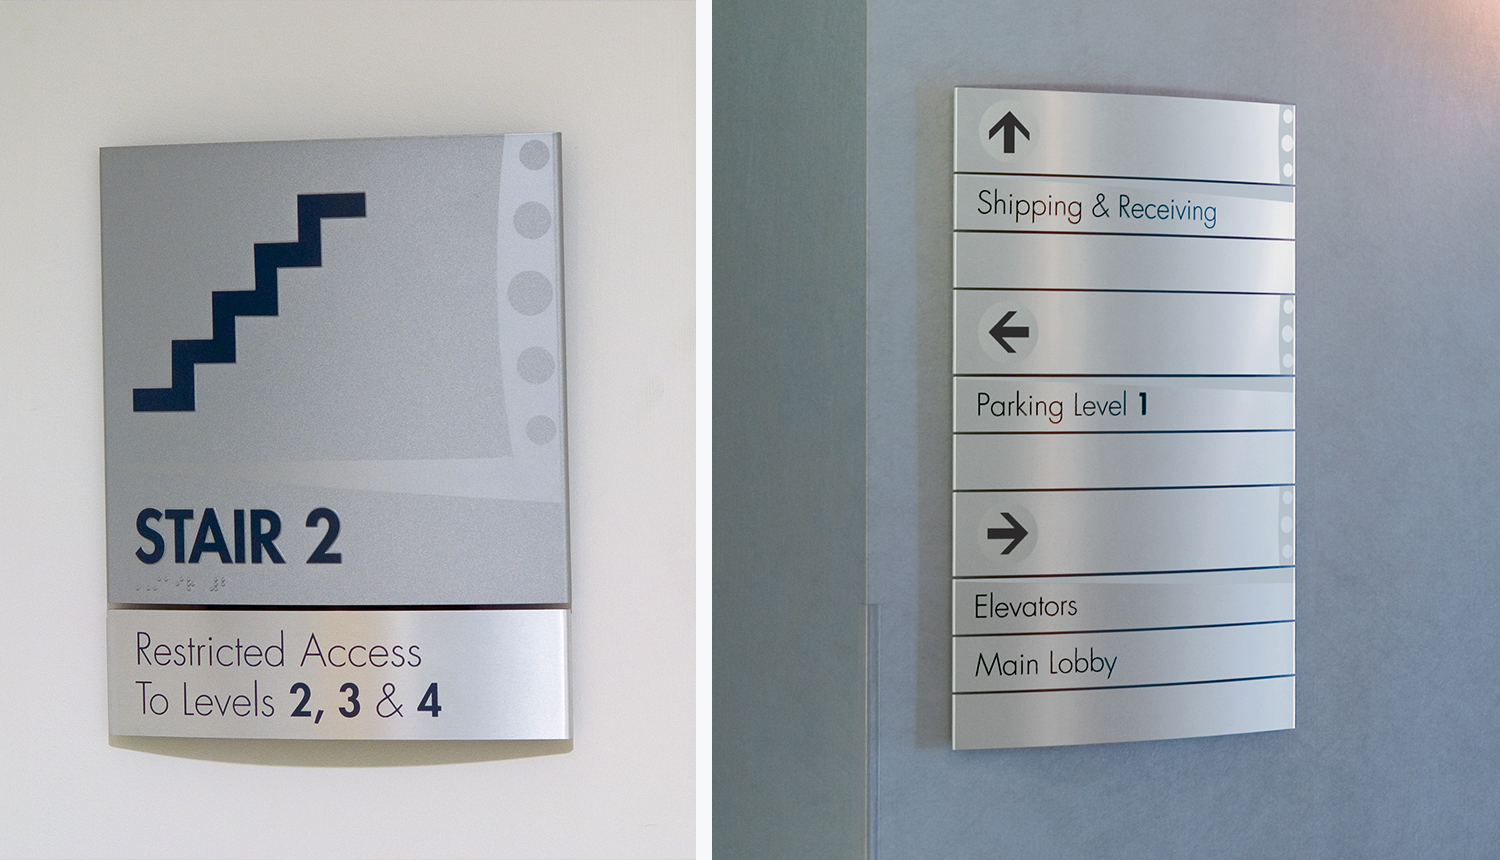 STAIR 2
Restricted Access
To Levels 2, 3 & 4
Shipping & Receiving
Parking Level 1
Elevators
Main Lobby